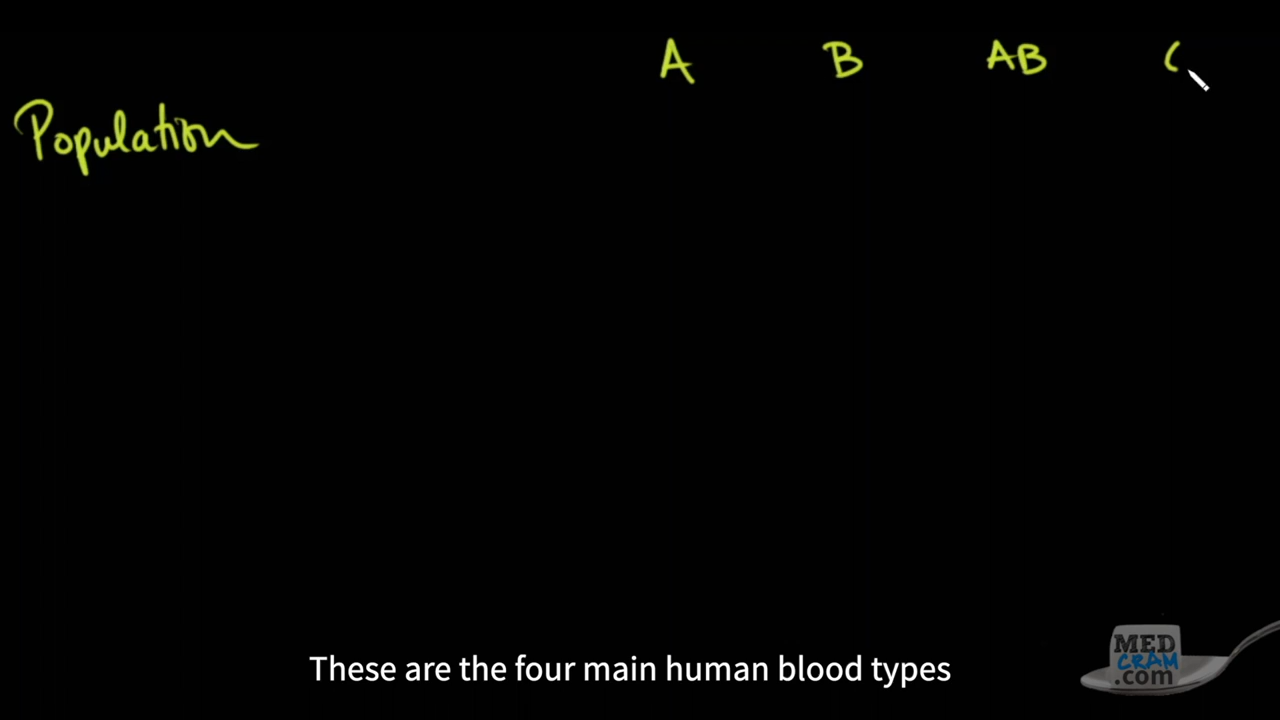 A B AB
Population
These are the four main human blood types
MED
CRAM
.com